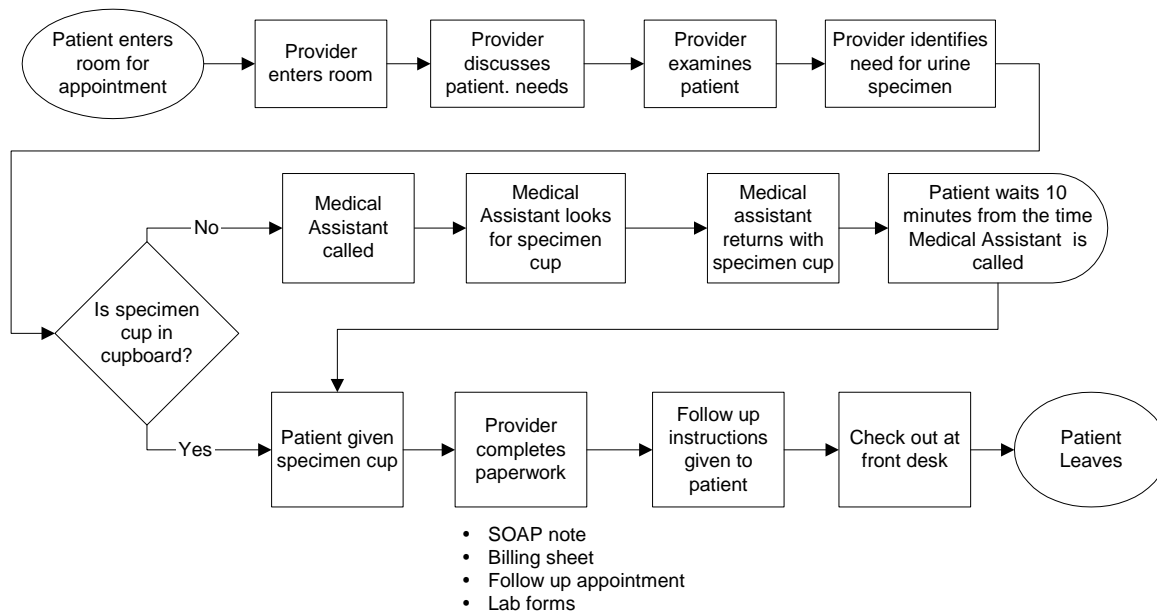 Patient enters
room for
appointment
Provider
enters room
Provider
discusses
patient. needs
Provider
examines
patient
Provider identifies
need for urine
specimen
Is specimen
cup in
cupboard?
No
Medical
Assistant
called
Medical
Assistant looks
for specimen
cup
Medical
assistant
returns with
specimen cup
Patient waits 10
minutes from the time
Medical Assistant is
called
Yes
Patient given
specimen cup
Provider
completes
paperwork
• SOAP note
• Billing sheet
• Follow up appointment
• Lab forms
Follow up
instructions
given to
patient
Check out at
front desk
Patient
Leaves